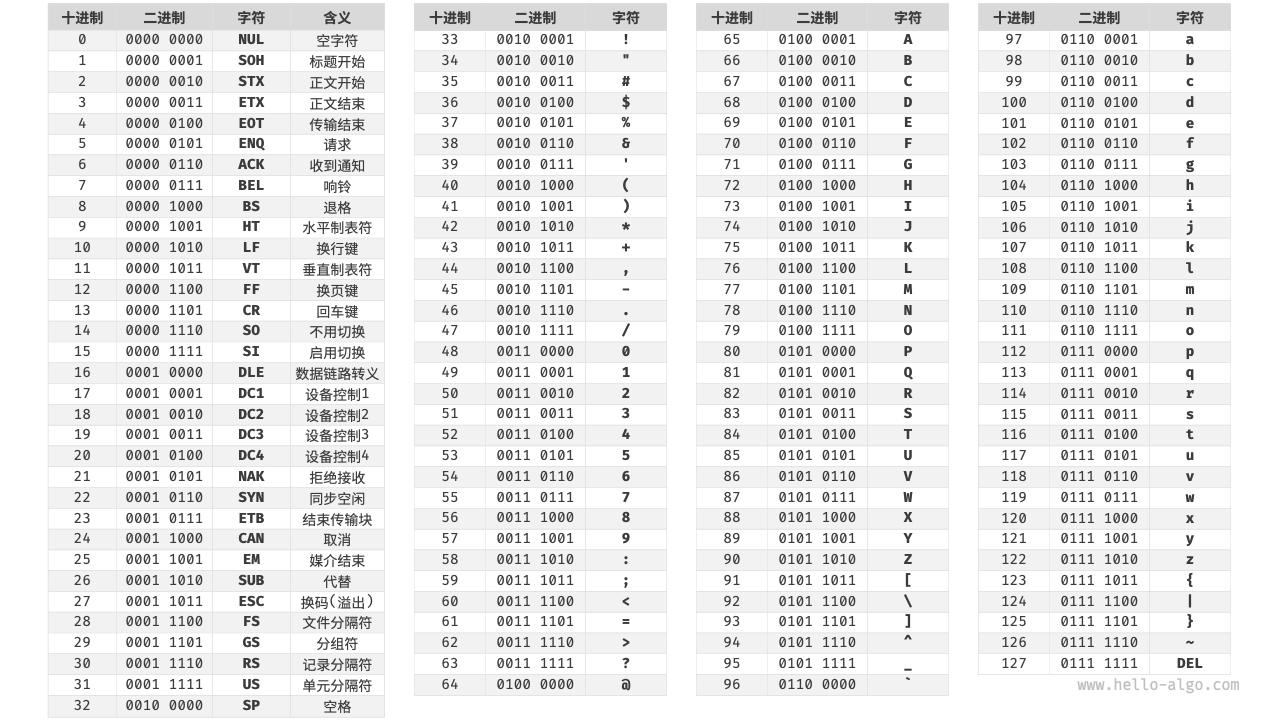 十进制 二进制 字符 含义
0 0000 0000 NUL 空字符
1 0000 0001 SOH 标题开始
2 0000 0010 STX 正文开始
3 0000 0011 ETX 正文结束
4 0000 0100 EOT 传输结束
5 0000 0101 ENQ 请求
6 0000 0110 ACK 收到通知
7 0000 0111 BEL 响铃
8 0000 1000 BS 退格
9 0000 1001 HT 水平制表符
10 0000 1010 LF 换行键
11 0000 1011 VT 垂直制表符
12 0000 1100 FF 换页键
13 0000 1101 CR 回车键
14 0000 1110 SO 不用切换
15 0000 1111 SI 启用切换
16 0001 0000 DLE 数据链路转义
17 0001 0001 DC1 设备控制1
18 0001 0010 DC2 设备控制2
19 0001 0011 DC3 设备控制3
20 0001 0100 DC4 设备控制4
21 0001 0101 NAK 拒绝接收
22 0001 0110 SYN 同步空闲
23 0001 0111 ETB 结束传输块
24 0001 1000 CAN 取消
25 0001 1001 EM 媒介结束
26 0001 1010 SUB 代替
27 0001 1011 ESC 换码(溢出)
28 0001 1100 FS 文件分隔符
29 0001 1101 GS 分组符
30 0001 1110 RS 记录分隔符
31 0001 1111 US 单元分隔符
32 0010 0000 SP 空格
十进制 二进制 字符
33 0010 0001 !
34 0010 0010 "
35 0010 0011 #
36 0010 0100 $
37 0010 0101 %
38 0010 0110 &
39 0010 0111 '
40 0010 1000 (
41 0010 1001 )
42 0010 1010 *
43 0010 1011 +
44 0010 1100 ,
45 0010 1101 -
46 0010 1110 .
47 0010 1111 /
48 0011 0000 0
49 0011 0001 1
50 0011 0010 2
51 0011 0011 3
52 0011 0100 4
53 0011 0101 5
54 0011 0110 6
55 0011 0111 7
56 0011 1000 8
57 0011 1001 9
58 0011 1010 :
59 0011 1011 ;
60 0011 1100 <
61 0011 1101 =
62 0011 1110 >
63 0011 1111 ?
64 0100 0000 @
十进制 二进制 字符
65 0100 0001 A
66 0100 0010 B
67 0100 0011 C
68 0100 0100 D
69 0100 0101 E
70 0100 0110 F
71 0100 0111 G
72 0100 1000 H
73 0100 1001 I
74 0100 1010 J
75 0100 1011 K
76 0100 1100 L
77 0100 1101 M
78 0100 1110 N
79 0100 1111 O
80 0101 0000 P
81 0101 0001 Q
82 0101 0010 R
83 0101 0011 S
84 0101 0100 T
85 0101 0101 U
86 0101 0110 V
87 0101 0111 W
88 0101 1000 X
89 0101 1001 Y
90 0101 1010 Z
91 0101 1011 [
92 0101 1100 \
93 0101 1101 ]
94 0101 1110 ^
95 0101 1111 _
96 0110 0000 `
十进制 二进制 字符
97 0110 0001 a
98 0110 0010 b
99 0110 0011 c
100 0110 0100 d
101 0110 0101 e
102 0110 0110 f
103 0110 0111 g
104 0110 1000 h
105 0110 1001 i
106 0110 1010 j
107 0110 1011 k
108 0110 1100 l
109 0110 1101 m
110 0110 1110 n
111 0110 1111 o
112 0111 0000 p
113 0111 0001 q
114 0111 0010 r
115 0111 0011 s
116 0111 0100 t
117 0111 0101 u
118 0111 0110 v
119 0111 0111 w
120 0111 1000 x
121 0111 1001 y
122 0111 1010 z
123 0111 1011 {
124 0111 1100 |
125 0111 1101 }
126 0111 1110 ~
127 0111 1111 DEL
www.hello-algo.com